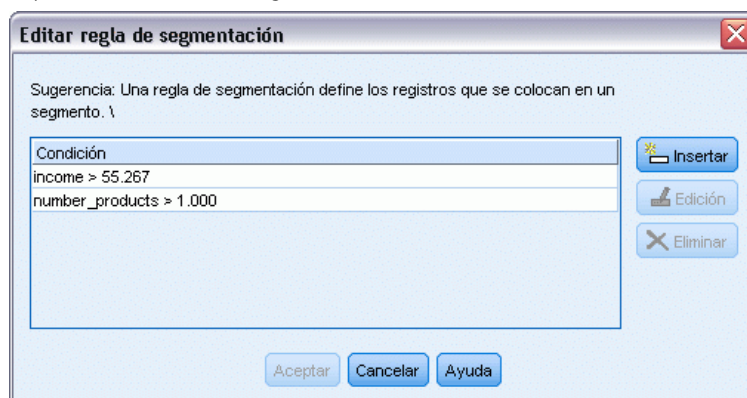 Editar regla de segmentación
Sugerencia: Una regla de segmentación define los registros que se colocan en un
segmento. \
Condición
income > 55.267
number_products > 1.000
Insertar
Edición
Eliminar
Aceptar
Cancelar
Ayuda